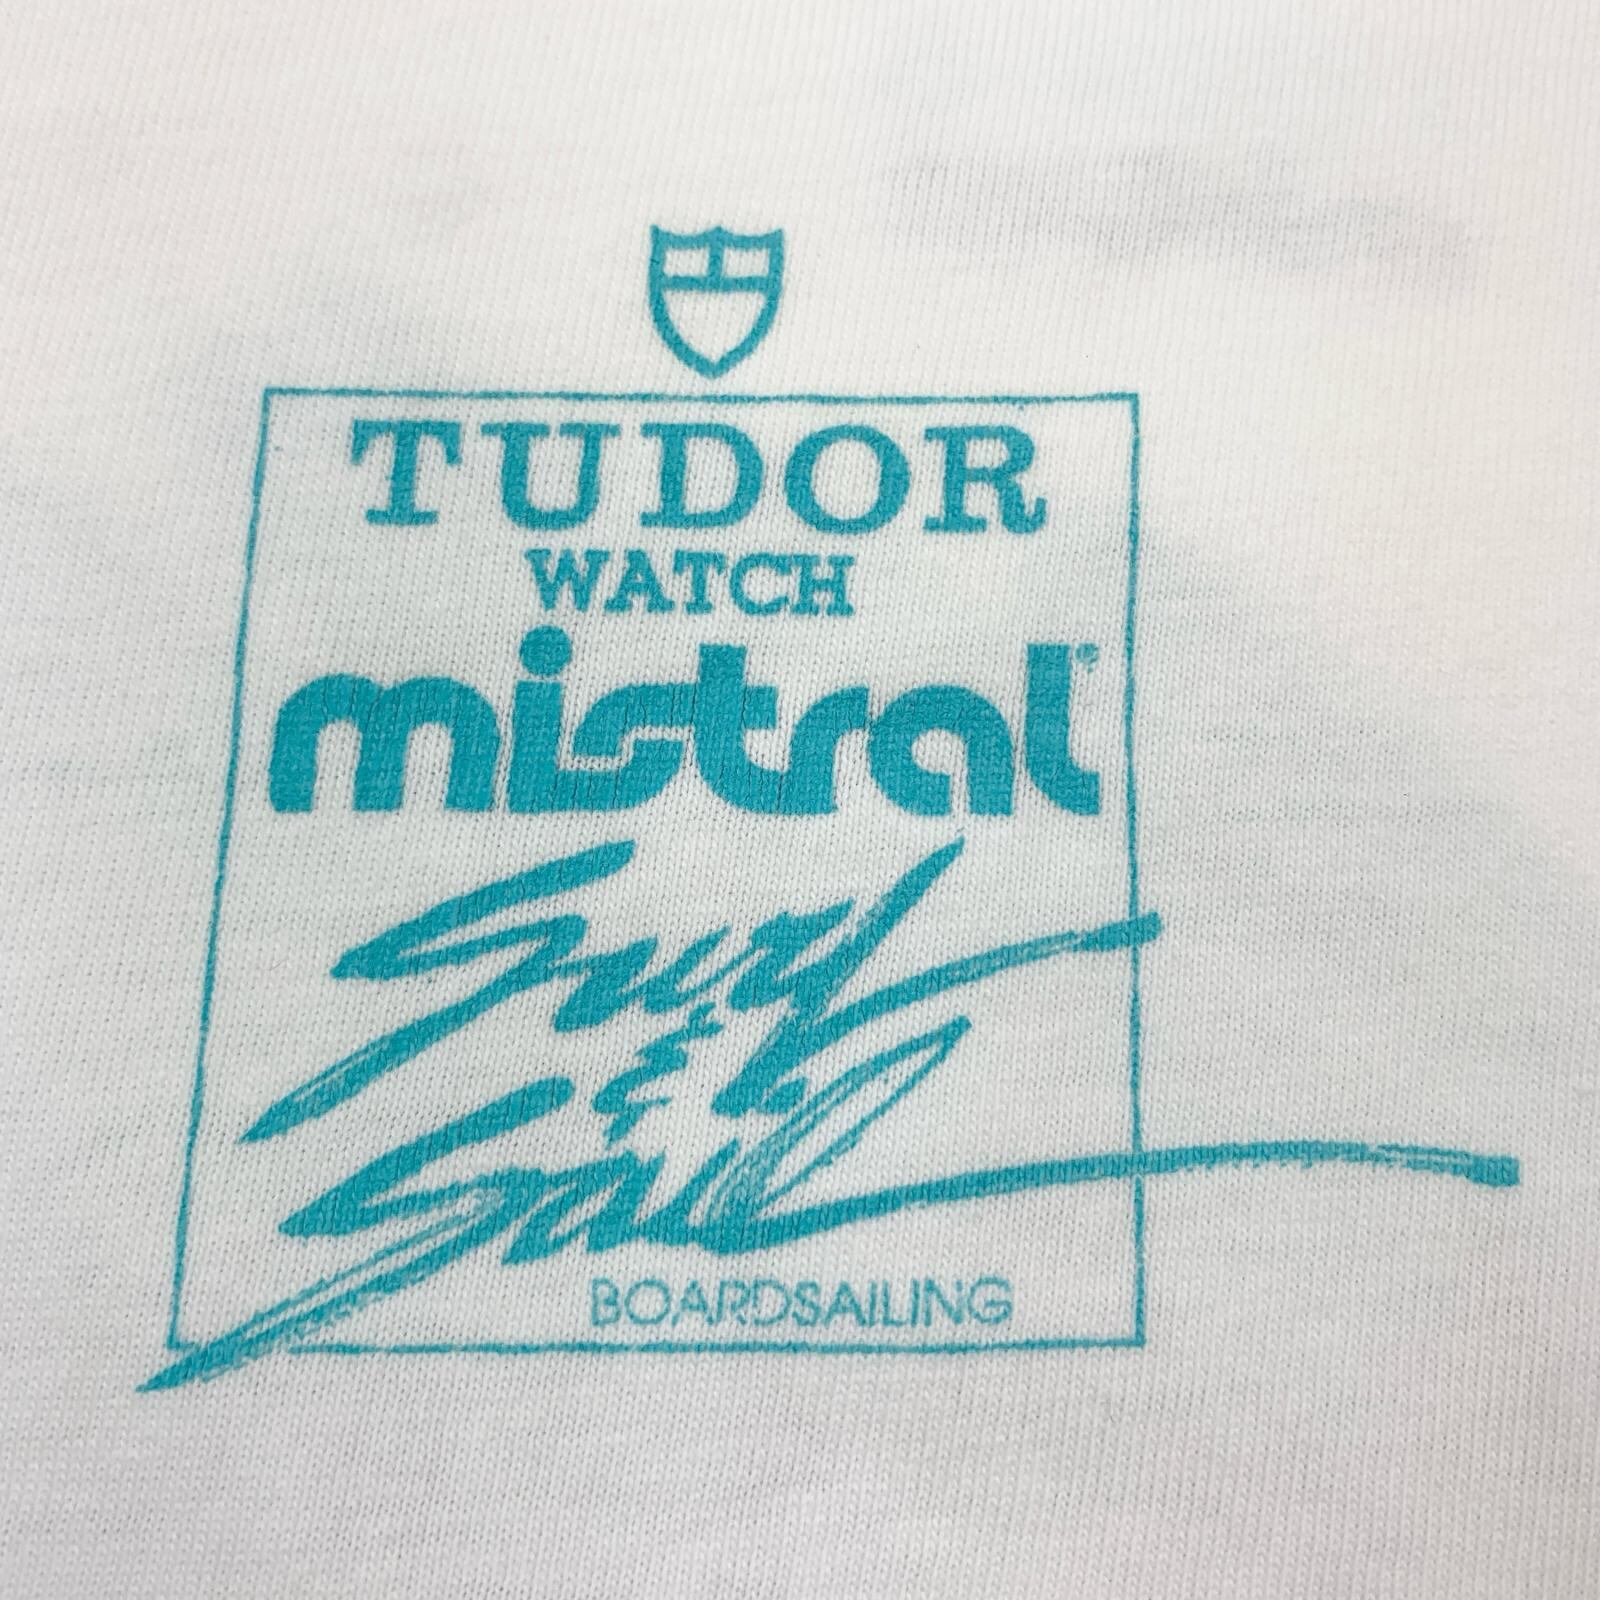 TUDOR
WATCH
mistral®
Surf
&
Sail
BOARDSAILING